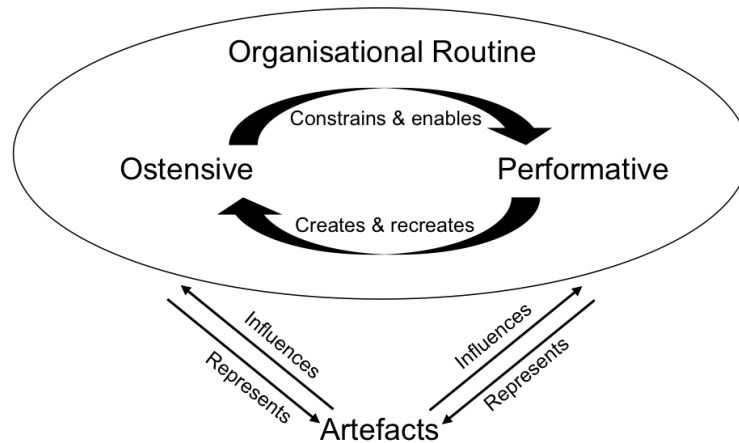 Organisational Routine
Constrains & enables
Ostensive
Performative
Creates & recreates
Influences
Represents
Influences
Represents
Artefacts